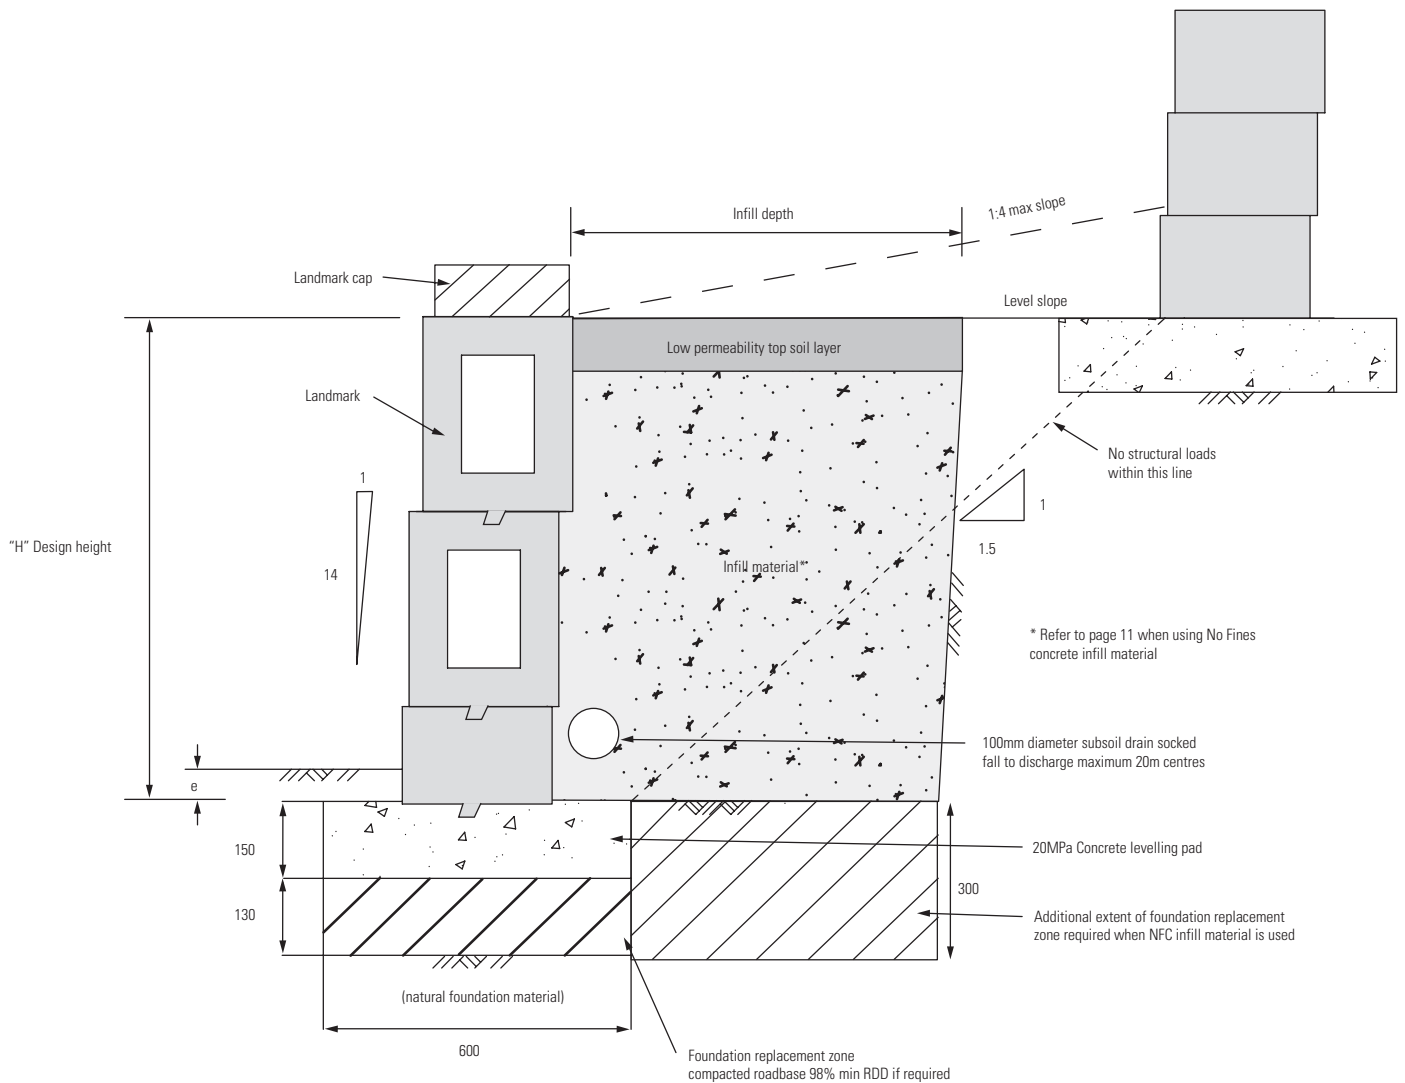 Infill depth
1:4 max slope
Landmark cap
Level slope
Low permeability top soil layer
Landmark
No structural loads
within this line
1
1
"H" Design height
1.5
14
Infill material*
* Refer to page 11 when using No Fines
concrete infill material
100mm diameter subsoil drain socked
fall to discharge maximum 20m centres
e
150
20MPa Concrete levelling pad
300
130
Additional extent of foundation replacement
zone required when NFC infill material is used
(natural foundation material)
600
Foundation replacement zone
compacted roadbase 98% min RDD if required